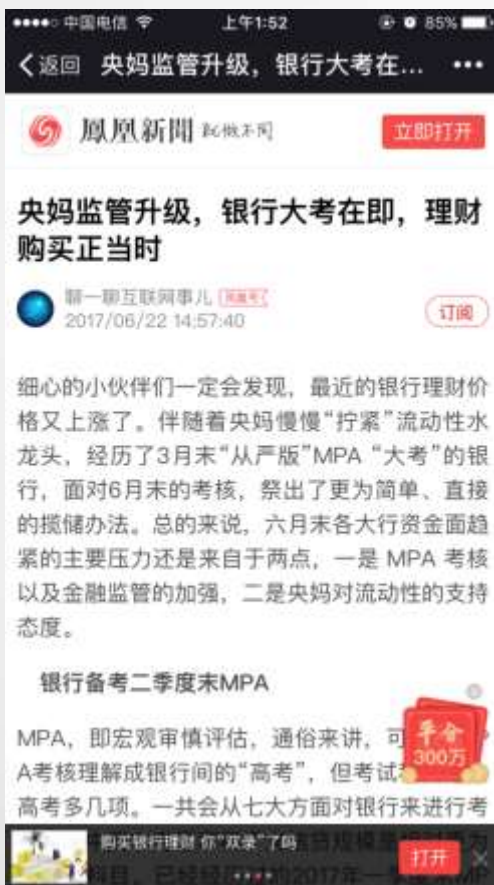 中国电信 上午1:52 85%
返回 央妈监管升级，银行大考在... •••
鳳凰新聞 立即打开
央妈监管升级，银行大考在即，理财
购买正当时
聊一聊互联网事儿
2017/06/22 14:57:40 订阅
细心的小伙伴们一定会发现，最近的银行理财价
格又上涨了。伴随着央妈慢慢“拧紧”流动性水
龙头，经历了3月末“从严版”MPA “大考”的银
行，面对6月末的考核，祭出了更为简单、直接
的揽储办法。总的来说，六月末各大行资金面趋
紧的主要压力还是来自于两点，一是 MPA 考核
以及金融监管的加强，二是央妈对流动性的支持
态度。
银行备考二季度末MPA
MPA，即宏观审慎评估，通俗来讲，可
A考核理解成银行间的“高考”，但考试
高考多几项。一共会从七大方面对银行来进行考
平分
300万
购买银行理财 你“双录”了吗
打开